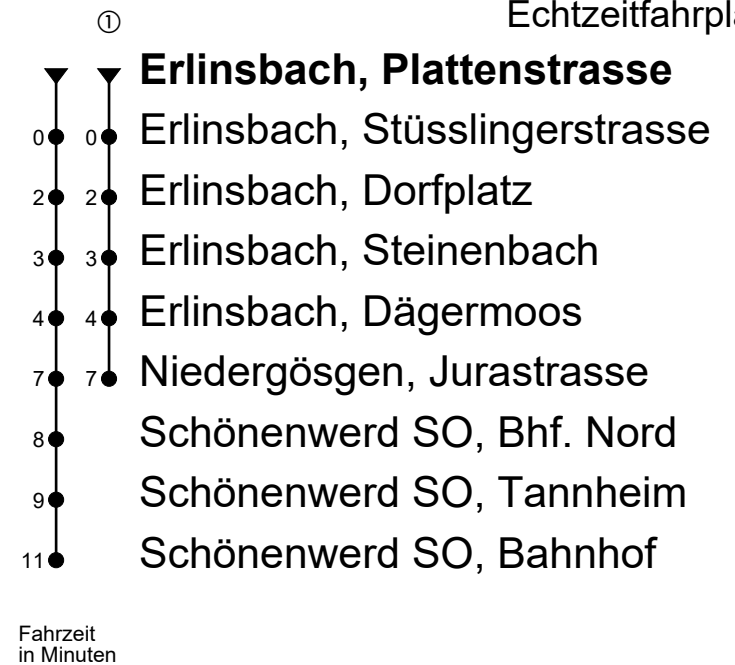 ① Echtzeitfahrpla
Erlinsbach, Plattenstrasse
0 0 Erlinsbach, Stüsslingerstrasse
2 2 Erlinsbach, Dorfplatz
3 3 Erlinsbach, Steinenbach
4 4 Erlinsbach, Dägermoos
7 7 Niedergösgen, Jurastrasse
8 Schönenwerd SO, Bhf. Nord
9 Schönenwerd SO, Tannheim
11 Schönenwerd SO, Bahnhof
Fahrzeit
in Minuten